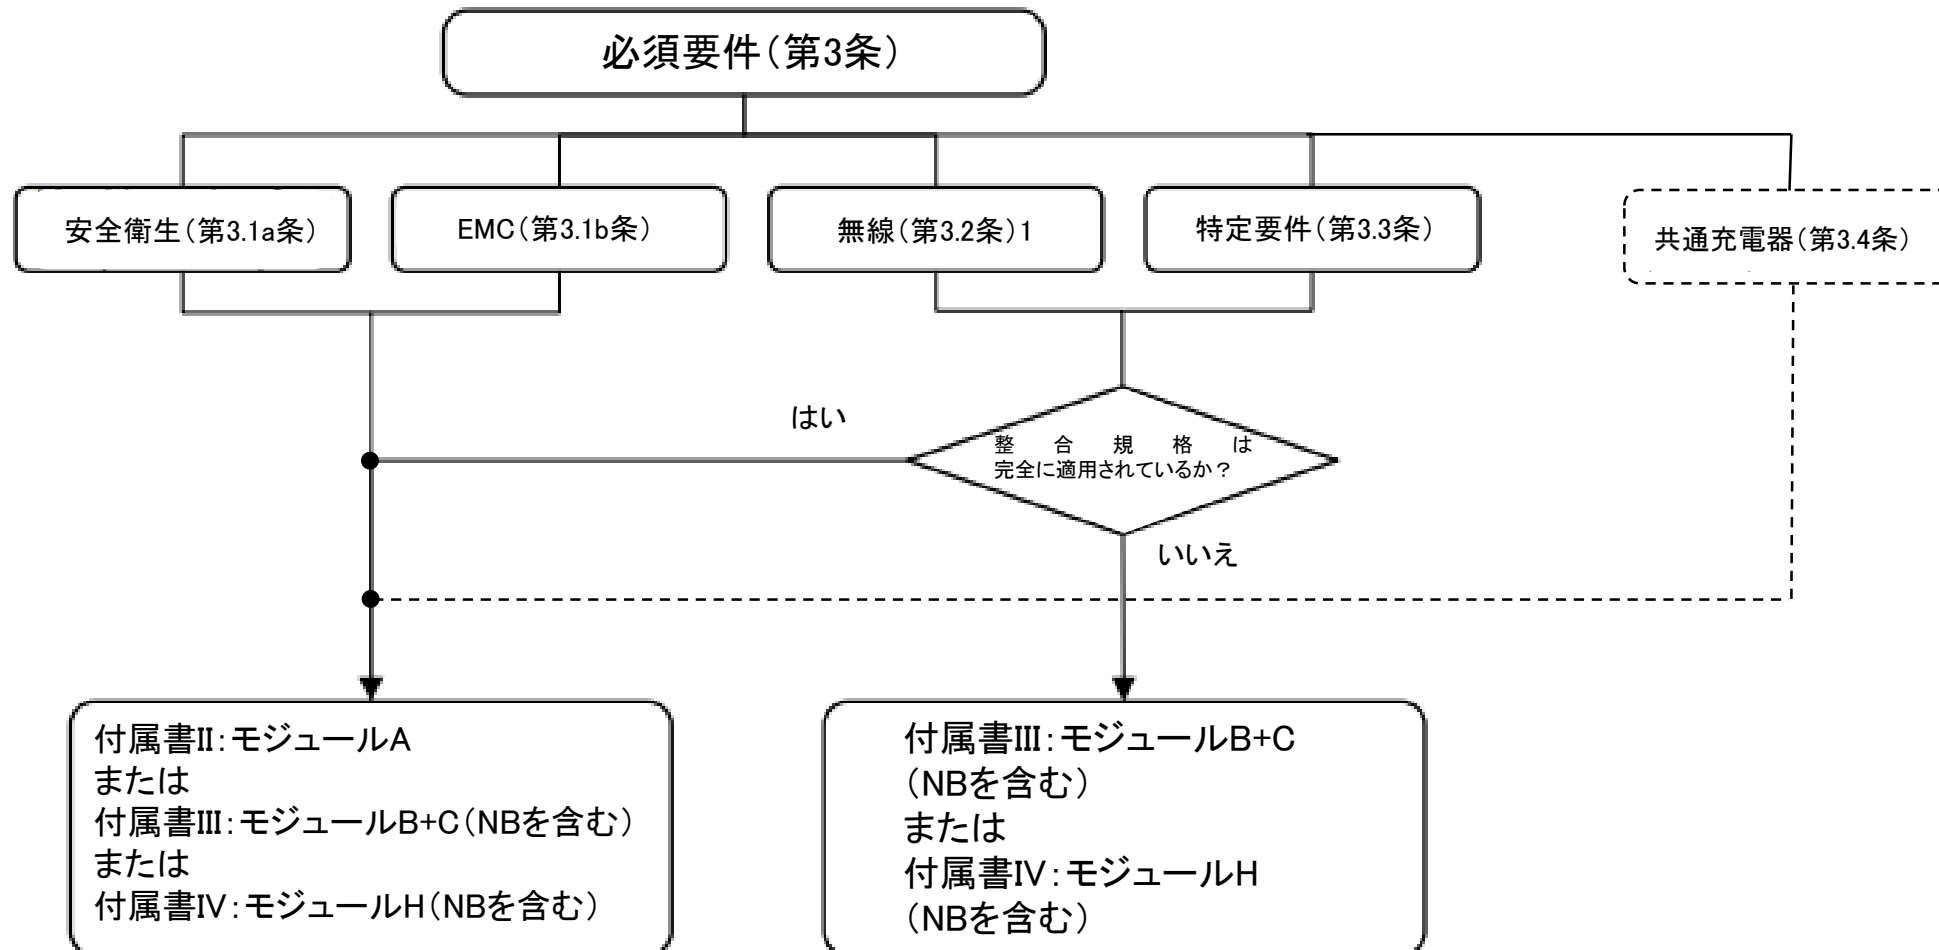 必須要件（第3条）
安全衛生（第3.1a条）
EMC（第3.1b条）
無線（第3.2条）1
特定要件（第3.3条）
共通充電器（第3.4条）
はい
整合規格は
完全に適用されているか？
いいえ
付属書II：モジュールA
または
付属書III：モジュールB+C（NBを含む）
または
付属書IV：モジュールH（NBを含む）
付属書III：モジュールB+C
（NBを含む）
または
付属書IV：モジュールH
（NBを含む）